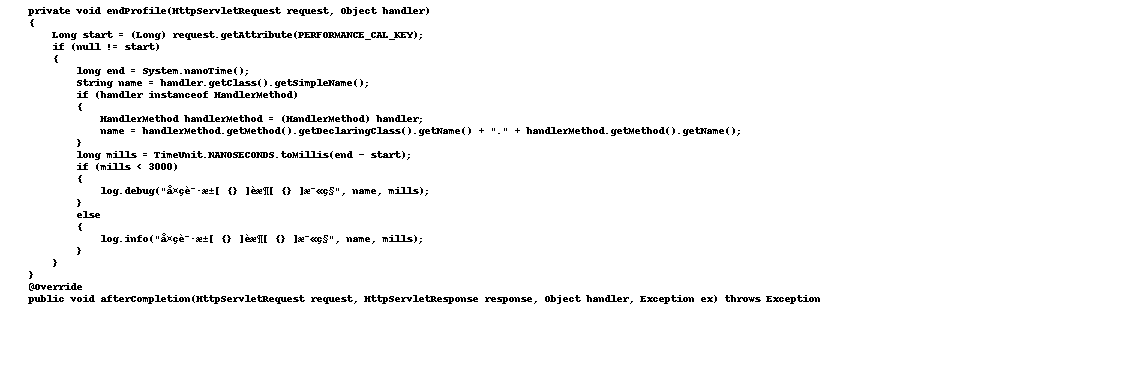 private void endProfile(HttpServletRequest request, Object handler)
{
Long start = (Long) request.getAttribute(PERFORMANCE_CAL_KEY);
if (null != start)
{
long end = System.nanoTime();
String name = handler.getClass().getSimpleName();
if (handler instanceof HandlerMethod)
{
HandlerMethod handlerMethod = (HandlerMethod) handler;
name = handlerMethod.getMethod().getDeclaringClass().getName() + "." + handlerMethod.getMethod().getName();
}
long mills = TimeUnit.NANOSECONDS.toMillis(end - start);
if (mills < 3000)
{
log.debug("å¤çè¯·æ±[ {} ]èæ¶[ {} ]æ¯«ç§", name, mills);
}
else
{
log.info("å¤çè¯·æ±[ {} ]èæ¶[ {} ]æ¯«ç§", name, mills);
}
}
}
@Override
public void afterCompletion(HttpServletRequest request, HttpServletResponse response, Object handler, Exception ex) throws Exception